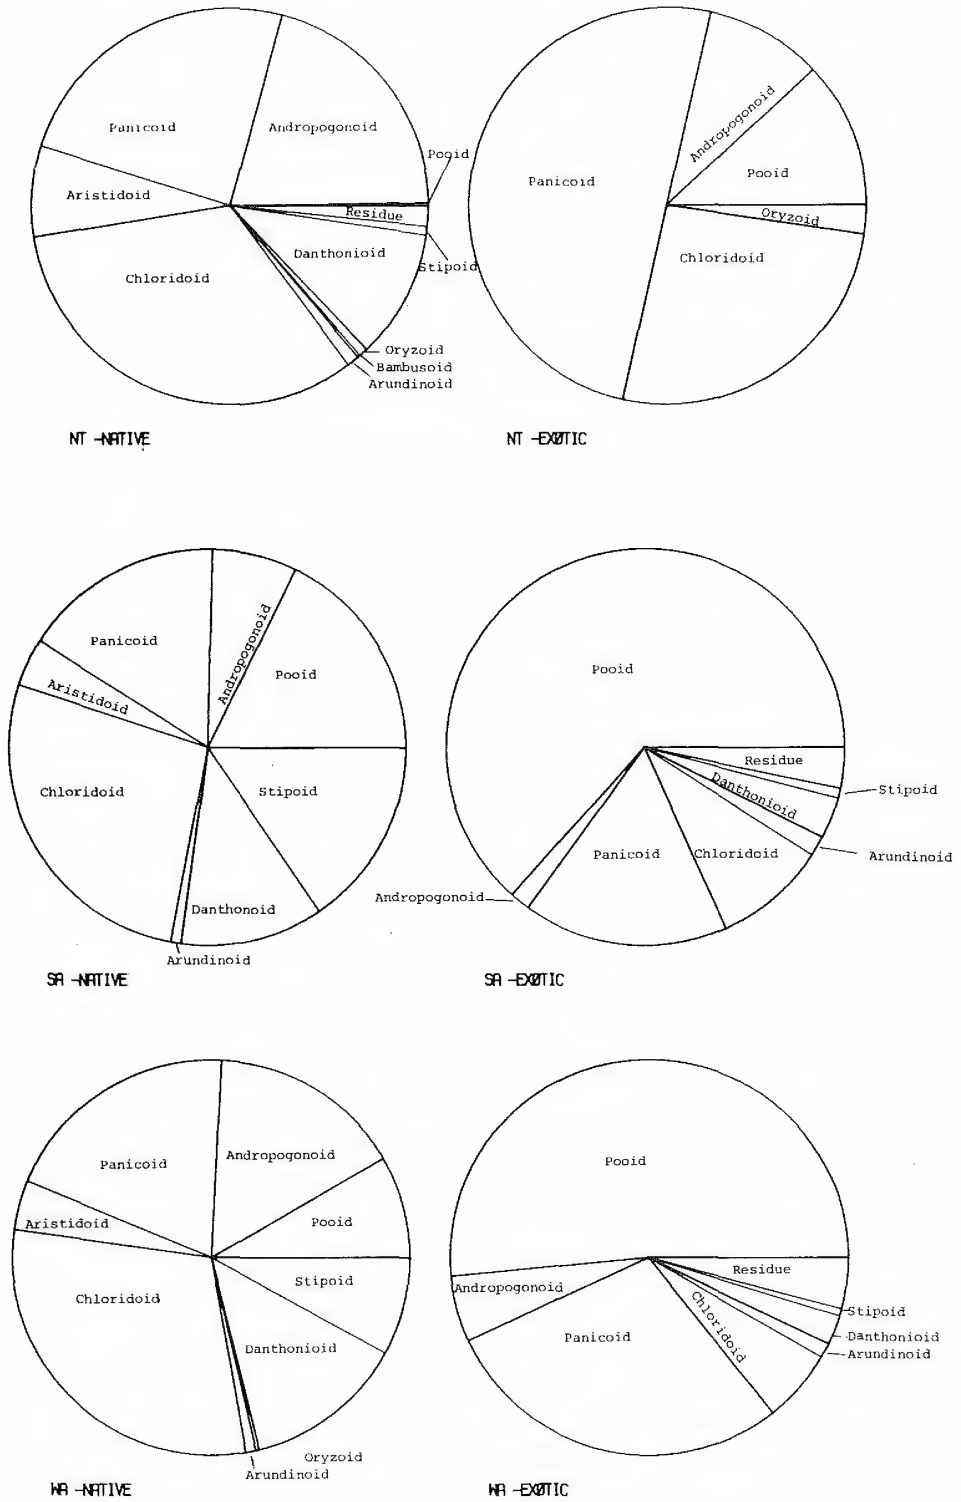 Panicoid
Andropogonoid
Pooid
Aristidoid
Residue
Danthonioid
Stipoid
Chloridoid
Oryzoid
Bambusoid
Arundinoid
NT -NATIVE
Andropogonoid
Panicoid
Pooid
Oryzoid
Chloridoid
NT -EXØTIC
Panicoid
Andropogonoid
Pooid
Aristidoid
Chloridoid
Stipoid
Danthonoid
Arundinoid
SA -NATIVE
Pooid
Residue
Danthonioid
Stipoid
Panicoid
Chloridoid
Arundinoid
Andropogonoid
SA -EXØTIC
Panicoid
Andropogonoid
Aristidoid
Pooid
Stipoid
Chloridoid
Danthonioid
Oryzoid
Arundinoid
WA -NATIVE
Pooid
Residue
Andropogonoid
Stipoid
Panicoid
Chloridoid
Danthonioid
Arundinoid
WA -EXØTIC